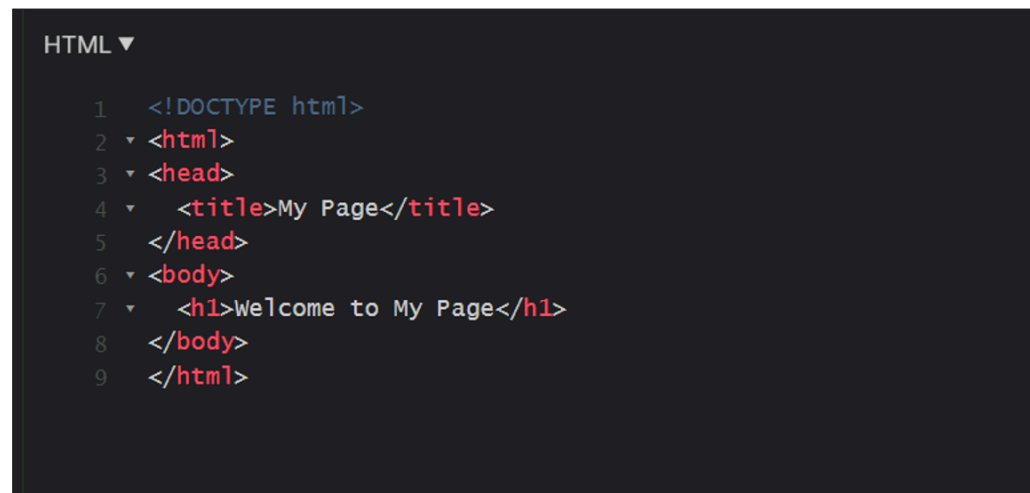 HTML ▼
1 <!DOCTYPE html>
2 ▾ <html>
3 ▾ <head>
4 ▾   <title>My Page</title>
5 </head>
6 ▾ <body>
7 ▾   <h1>Welcome to My Page</h1>
8 </body>
9 </html>